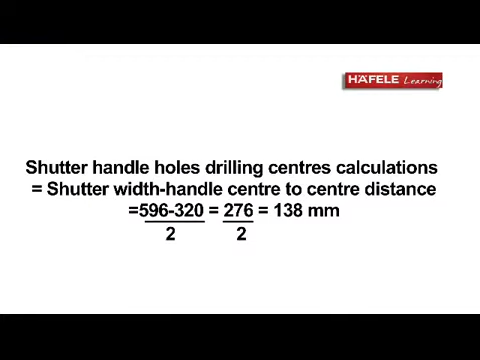 HÄFELE Learning
Shutter handle holes drilling centres calculations
= Shutter width-handle centre to centre distance
=596-320 = 276 = 138 mm
2 2